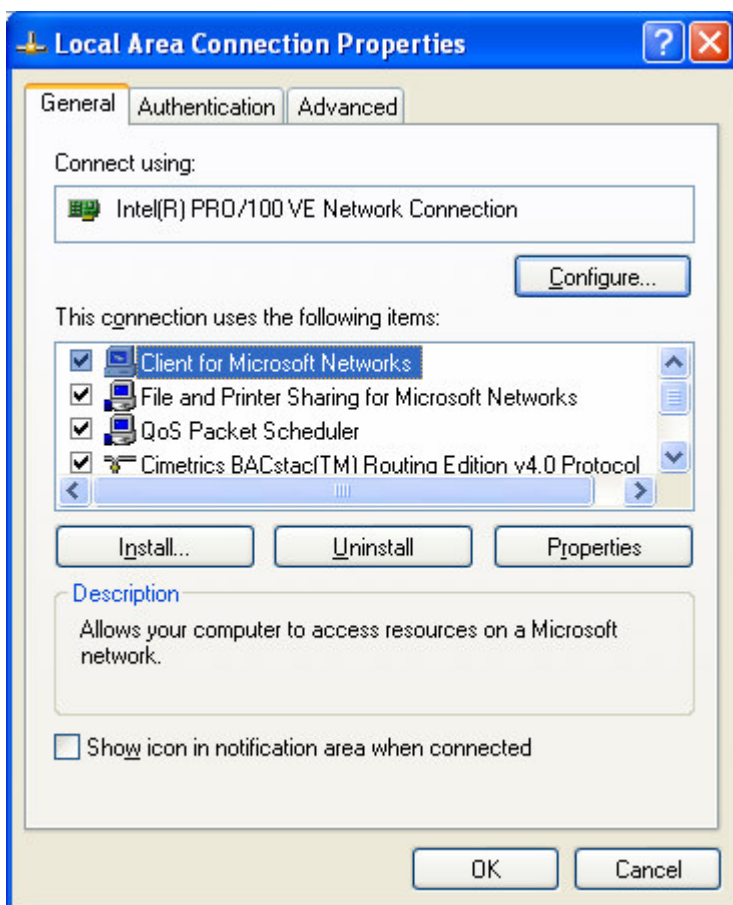 Local Area Connection Properties
General
Authentication
Advanced
Connect using:
Intel(R) PRO/100 VE Network Connection
Configure...
This connection uses the following items:
Client for Microsoft Networks
File and Printer Sharing for Microsoft Networks
QoS Packet Scheduler
Cimetrics BACstac(TM) Routing Edition v4.0 Protocol
Install...
Uninstall
Properties
Description
Allows your computer to access resources on a Microsoft
network.
Show icon in notification area when connected
OK
Cancel